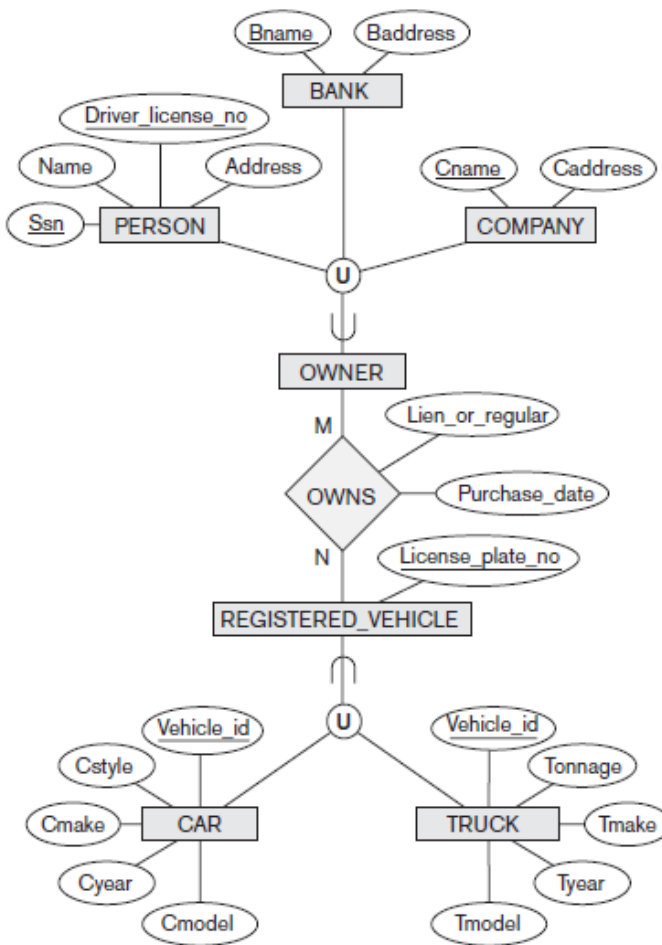 Bname
Baddress
BANK
Driver_license_no
Name
Address
Cname
Caddress
Ssn
PERSON
COMPANY
U
OWNER
M
Lien_or_regular
OWNS
Purchase_date
N
License_plate_no
REGISTERED_VEHICLE
U
Vehicle_id
Vehicle_id
Cstyle
Tonnage
Cmake
CAR
TRUCK
Tmake
Cyear
Tyear
Cmodel
Tmodel